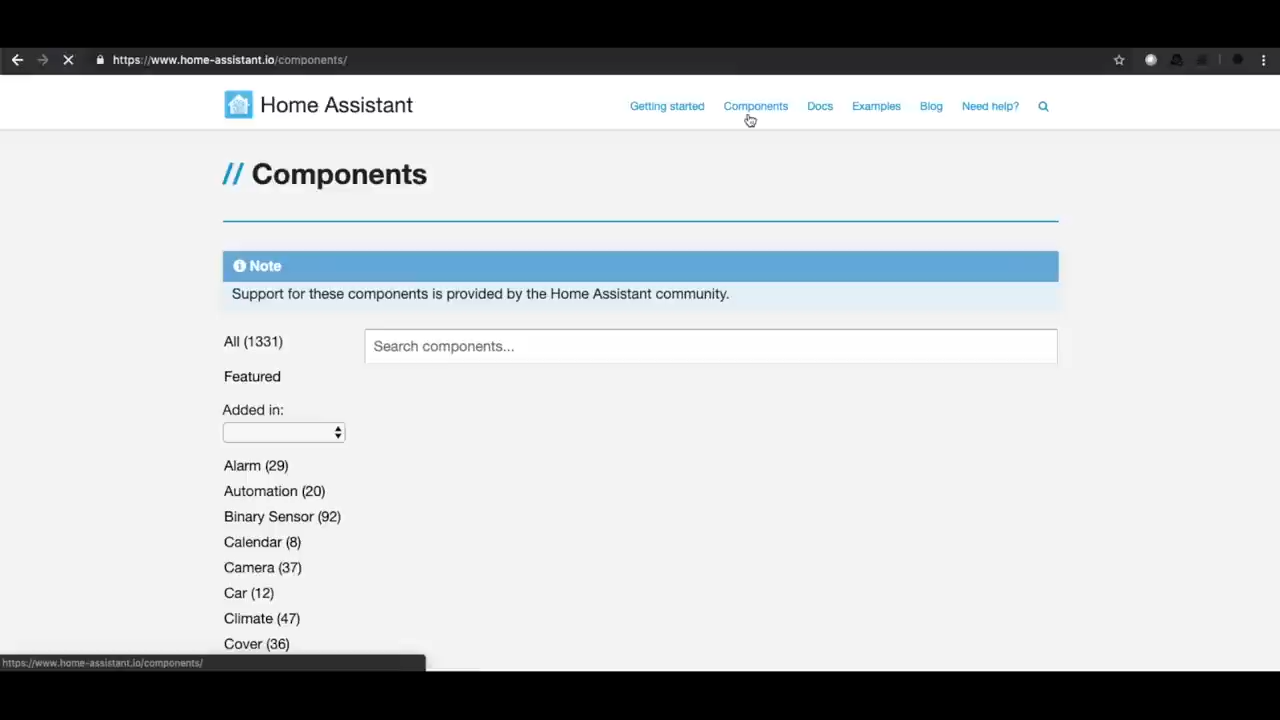 https://www.home-assistant.io/components/
Home Assistant
Getting started Components Docs Examples Blog Need help?
// Components
Note
Support for these components is provided by the Home Assistant community.
All (1331)
Search components...
Featured
Added in:
Alarm (29)
Automation (20)
Binary Sensor (92)
Calendar (8)
Camera (37)
Car (12)
Climate (47)
Cover (36)
https://www.home-assistant.io/components/